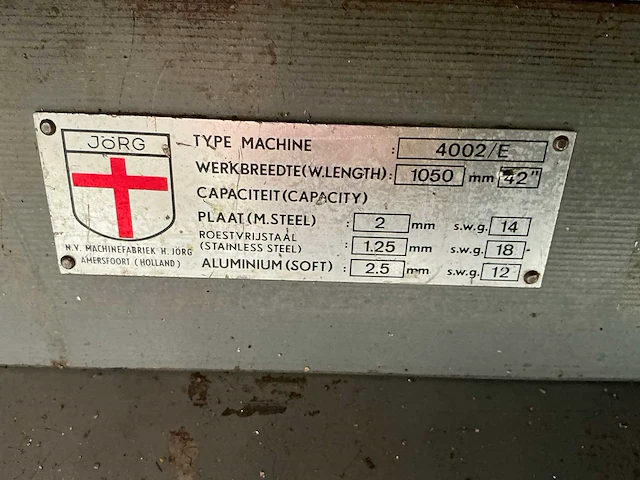 JÖRG
N.V. MACHINEFABRIEK H. JÖRG
AMERSFOORT (HOLLAND)
TYPE MACHINE : 4002/E
WERKBREEDTE(W.LENGTH): 1050 mm 42"
CAPACITEIT(CAPACITY)
PLAAT(M.STEEL) : 2 mm s.w.g. 14
ROESTVRIJSTAAL
(STAINLESS STEEL) : 1.25 mm s.w.g. 18-
ALUMINIUM(SOFT) : 2.5 mm s.w.g. 12